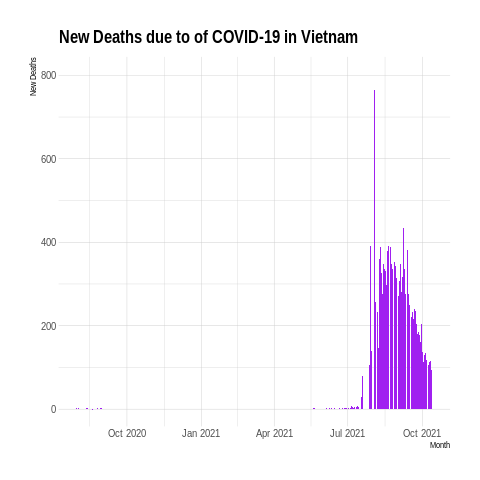 New Deaths due to of COVID-19 in Vietnam
New Deaths
800
600
400
200
0
Oct 2020 Jan 2021 Apr 2021 Jul 2021 Oct 2021
Month